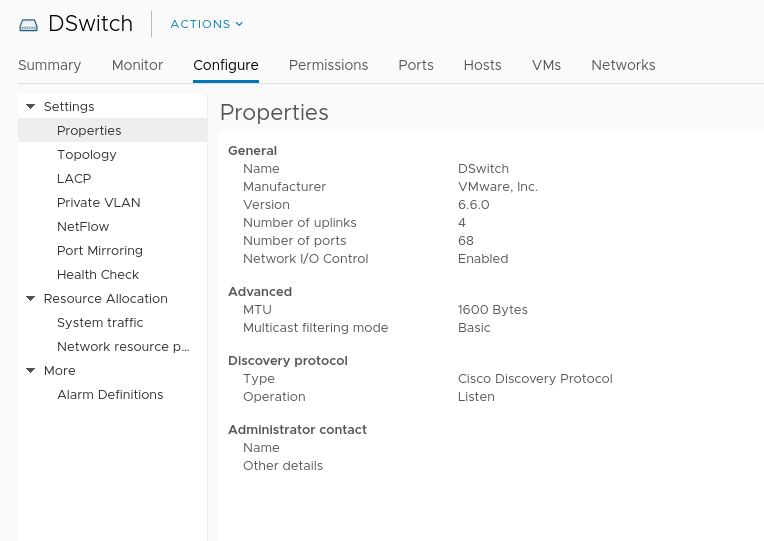 DSwitch
ACTIONS
Summary Monitor Configure Permissions Ports Hosts VMs Networks
Settings
Properties
Topology
LACP
Private VLAN
NetFlow
Port Mirroring
Health Check
Resource Allocation
System traffic
Network resource p...
More
Alarm Definitions
Properties
General
Name DSwitch
Manufacturer VMware, Inc.
Version 6.6.0
Number of uplinks 4
Number of ports 68
Network I/O Control Enabled
Advanced
MTU 1600 Bytes
Multicast filtering mode Basic
Discovery protocol
Type Cisco Discovery Protocol
Operation Listen
Administrator contact
Name
Other details